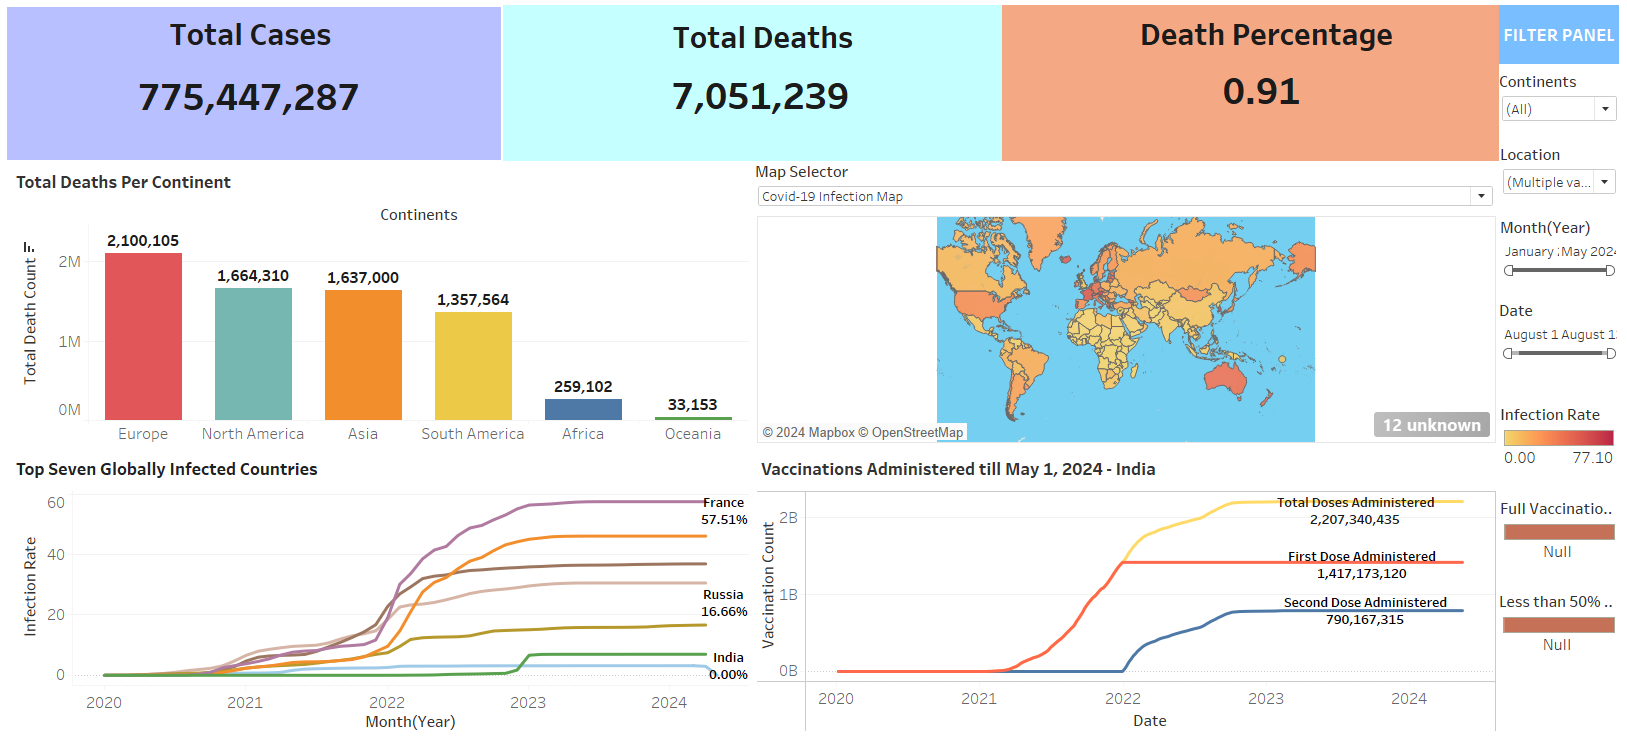 Total Cases
775,447,287
Total Deaths
7,051,239
Death Percentage
0.91
FILTER PANEL
Continents
(All)
Location
(Multiple va...
Month(Year)
January May 2024
Date
August 1 August 1
Total Deaths Per Continent
Continents
Total Death Count
2M
1M
0M
2,100,105
1,664,310
1,637,000
1,357,564
259,102
33,153
Europe North America Asia South America Africa Oceania
Map Selector
Covid-19 Infection Map
© 2024 Mapbox © OpenStreetMap
12 unknown
Infection Rate
0.00 77.10
Top Seven Globally Infected Countries
Infection Rate
60
40
20
0
France
57.51%
Russia
16.66%
India
0.00%
2020 2021 2022 2023 2024
Month(Year)
Vaccinations Administered till May 1, 2024 - India
Vaccination Count
2B
1B
0B
Total Doses Administered
2,207,340,435
First Dose Administered
1,417,173,120
Second Dose Administered
790,167,315
2020 2021 2022 2023 2024
Date
Full Vaccinatio..
Null
Less than 50% ..
Null